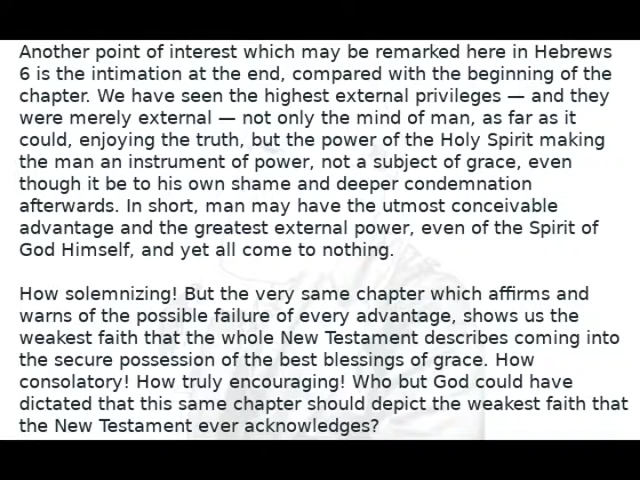 Another point of interest which may be remarked here in Hebrews
6 is the intimation at the end, compared with the beginning of the
chapter. We have seen the highest external privileges — and they
were merely external — not only the mind of man, as far as it
could, enjoying the truth, but the power of the Holy Spirit making
the man an instrument of power, not a subject of grace, even
though it be to his own shame and deeper condemnation
afterwards. In short, man may have the utmost conceivable
advantage and the greatest external power, even of the Spirit of
God Himself, and yet all come to nothing.
How solemnizing! But the very same chapter which affirms and
warns of the possible failure of every advantage, shows us the
weakest faith that the whole New Testament describes coming into
the secure possession of the best blessings of grace. How
consolatory! How truly encouraging! Who but God could have
dictated that this same chapter should depict the weakest faith that
the New Testament ever acknowledges?